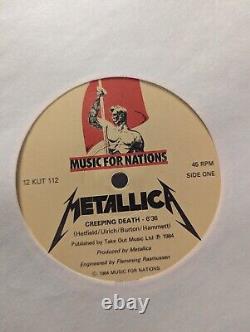 MUSIC FOR NATIONS
12 KUT 112
45 RPM
SIDE ONE
METALLICA
CREEPING DEATH - 6'36
(Hetfield/Ulrich/Burton/Hammett)
Published by Take Out Music Ltd ℗ 1984
Produced by Metallica
Engineered by Flemming Rasmussen
© 1984 MUSIC FOR NATIONS